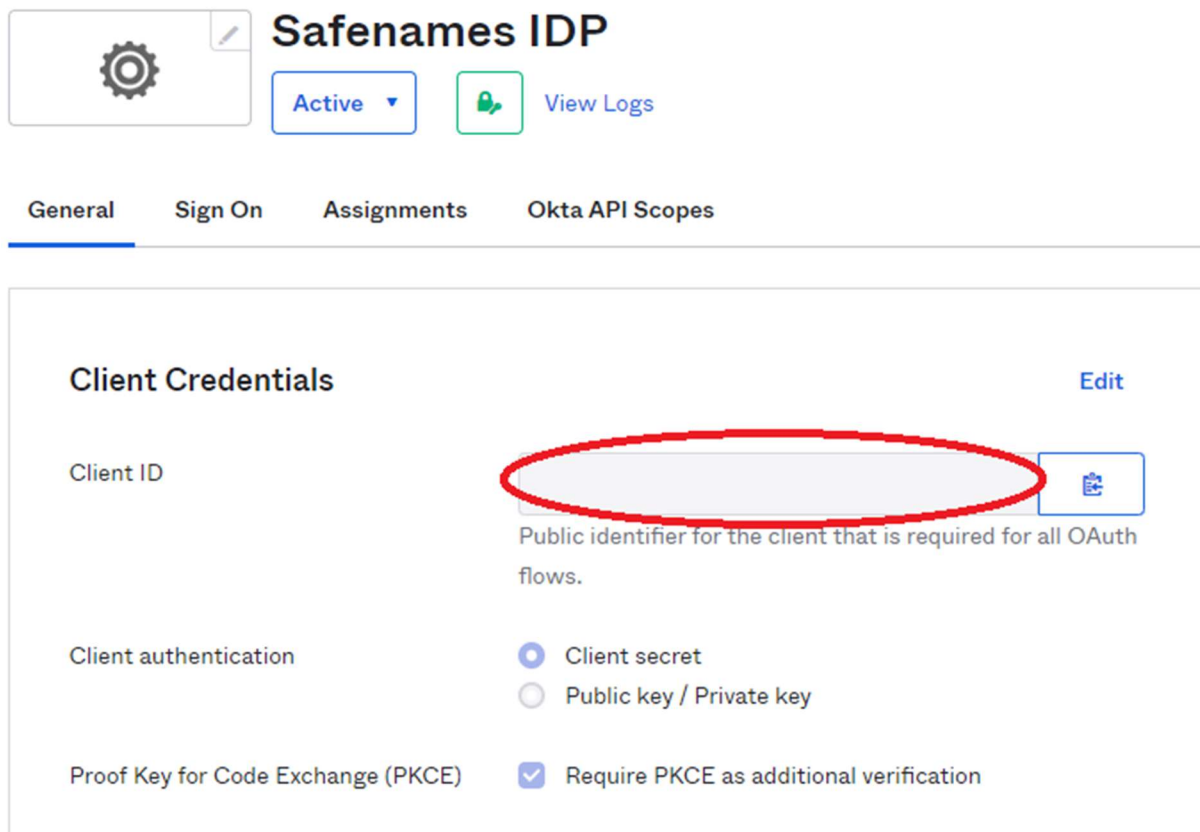 Safenames IDP
Active
View Logs
General Sign On Assignments Okta API Scopes
Client Credentials Edit
Client ID
Public identifier for the client that is required for all OAuth
flows.
Client authentication Client secret
Public key / Private key
Proof Key for Code Exchange (PKCE) Require PKCE as additional verification